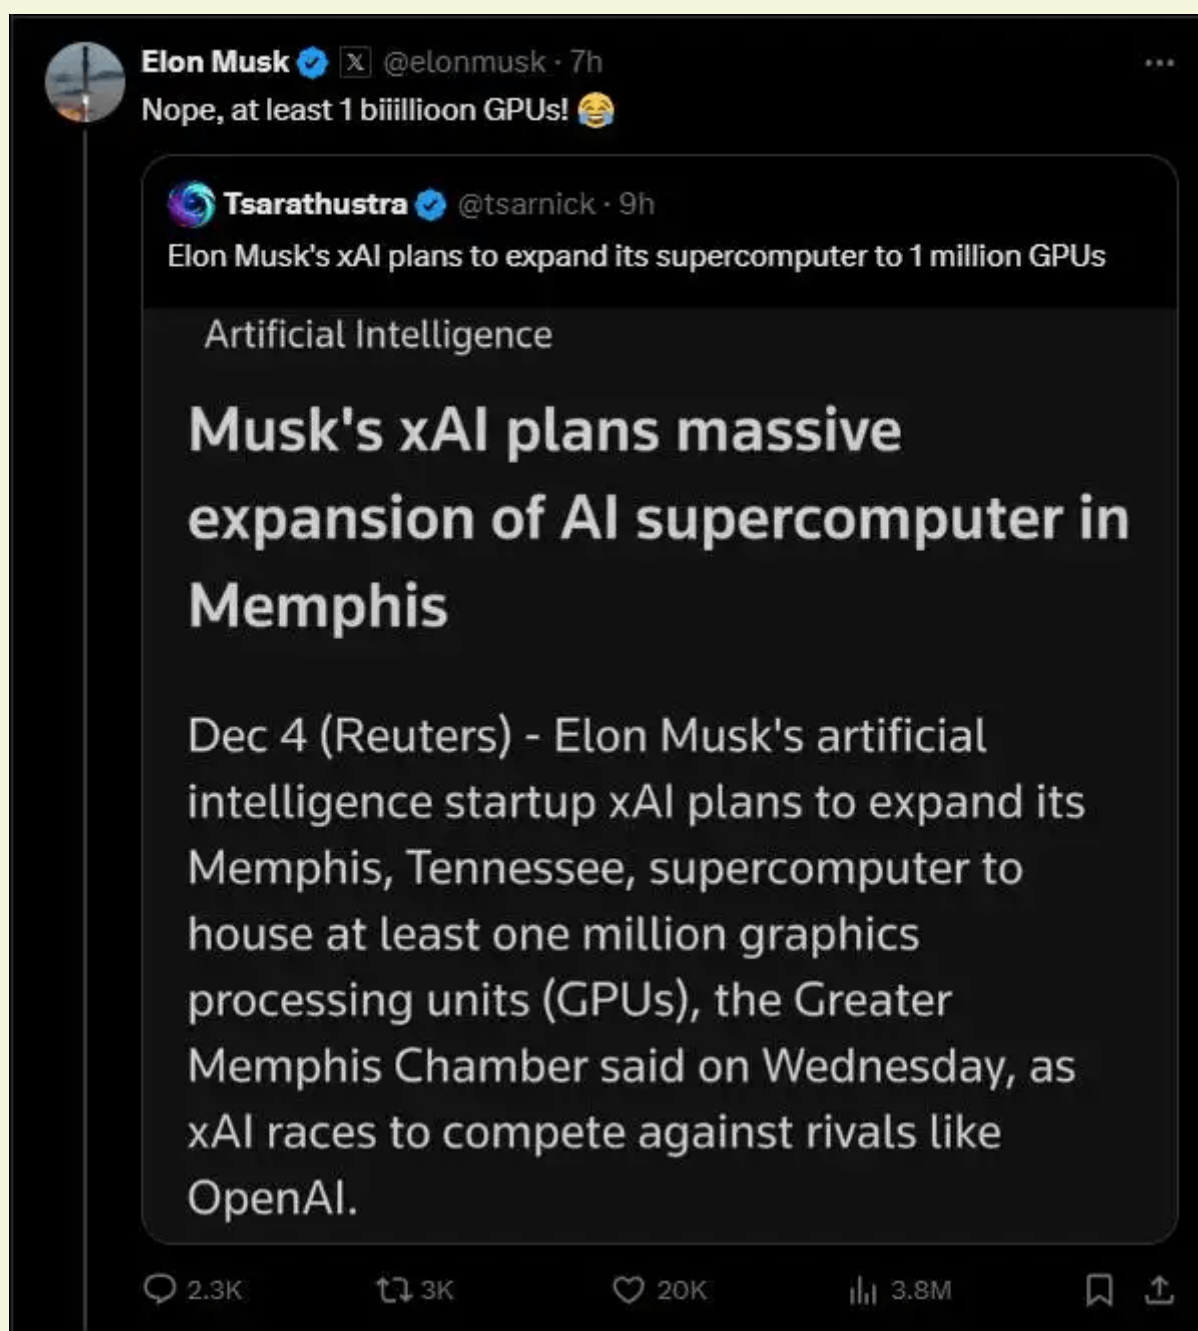 Elon Musk 𝕏 @elonmusk · 7h
Nope, at least 1 biiillioon GPUs! 😂
Tsarathustra @tsarnick · 9h
Elon Musk's xAI plans to expand its supercomputer to 1 million GPUs
Artificial Intelligence
Musk's xAI plans massive
expansion of AI supercomputer in
Memphis
Dec 4 (Reuters) - Elon Musk's artificial
intelligence startup xAI plans to expand its
Memphis, Tennessee, supercomputer to
house at least one million graphics
processing units (GPUs), the Greater
Memphis Chamber said on Wednesday, as
xAI races to compete against rivals like
OpenAI.
2.3K 3K 20K 3.8M